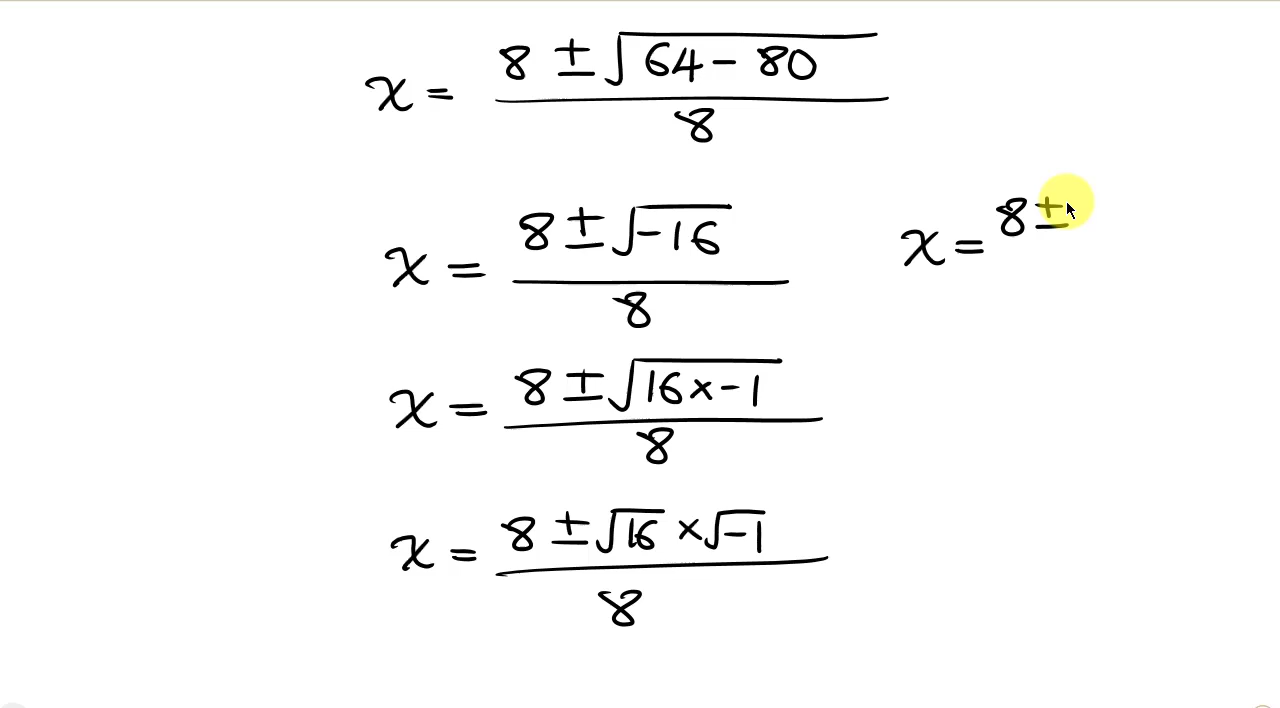 x = (8 ± √(64 − 80)) / 8
x = (8 ± √(−16)) / 8
x = (8 ± √(16 × −1)) / 8
x = (8 ± √16 × √−1) / 8
x = 8 ±